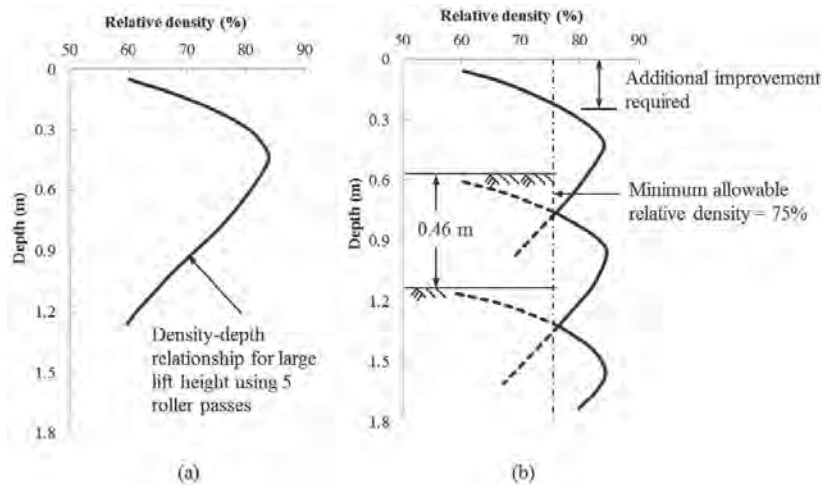 Relative density (%)
50 60 70 80 90
0
0.3
0.6
0.9
1.2
1.5
1.8
Depth (m)
Density-depth
relationship for large
lift height using 5
roller passes
(a)
Relative density (%)
50 60 70 80 90
0
0.3
0.6
0.9
1.2
1.5
1.8
Depth (m)
Additional improvement
required
Minimum allowable
relative density = 75%
0.46 m
(b)